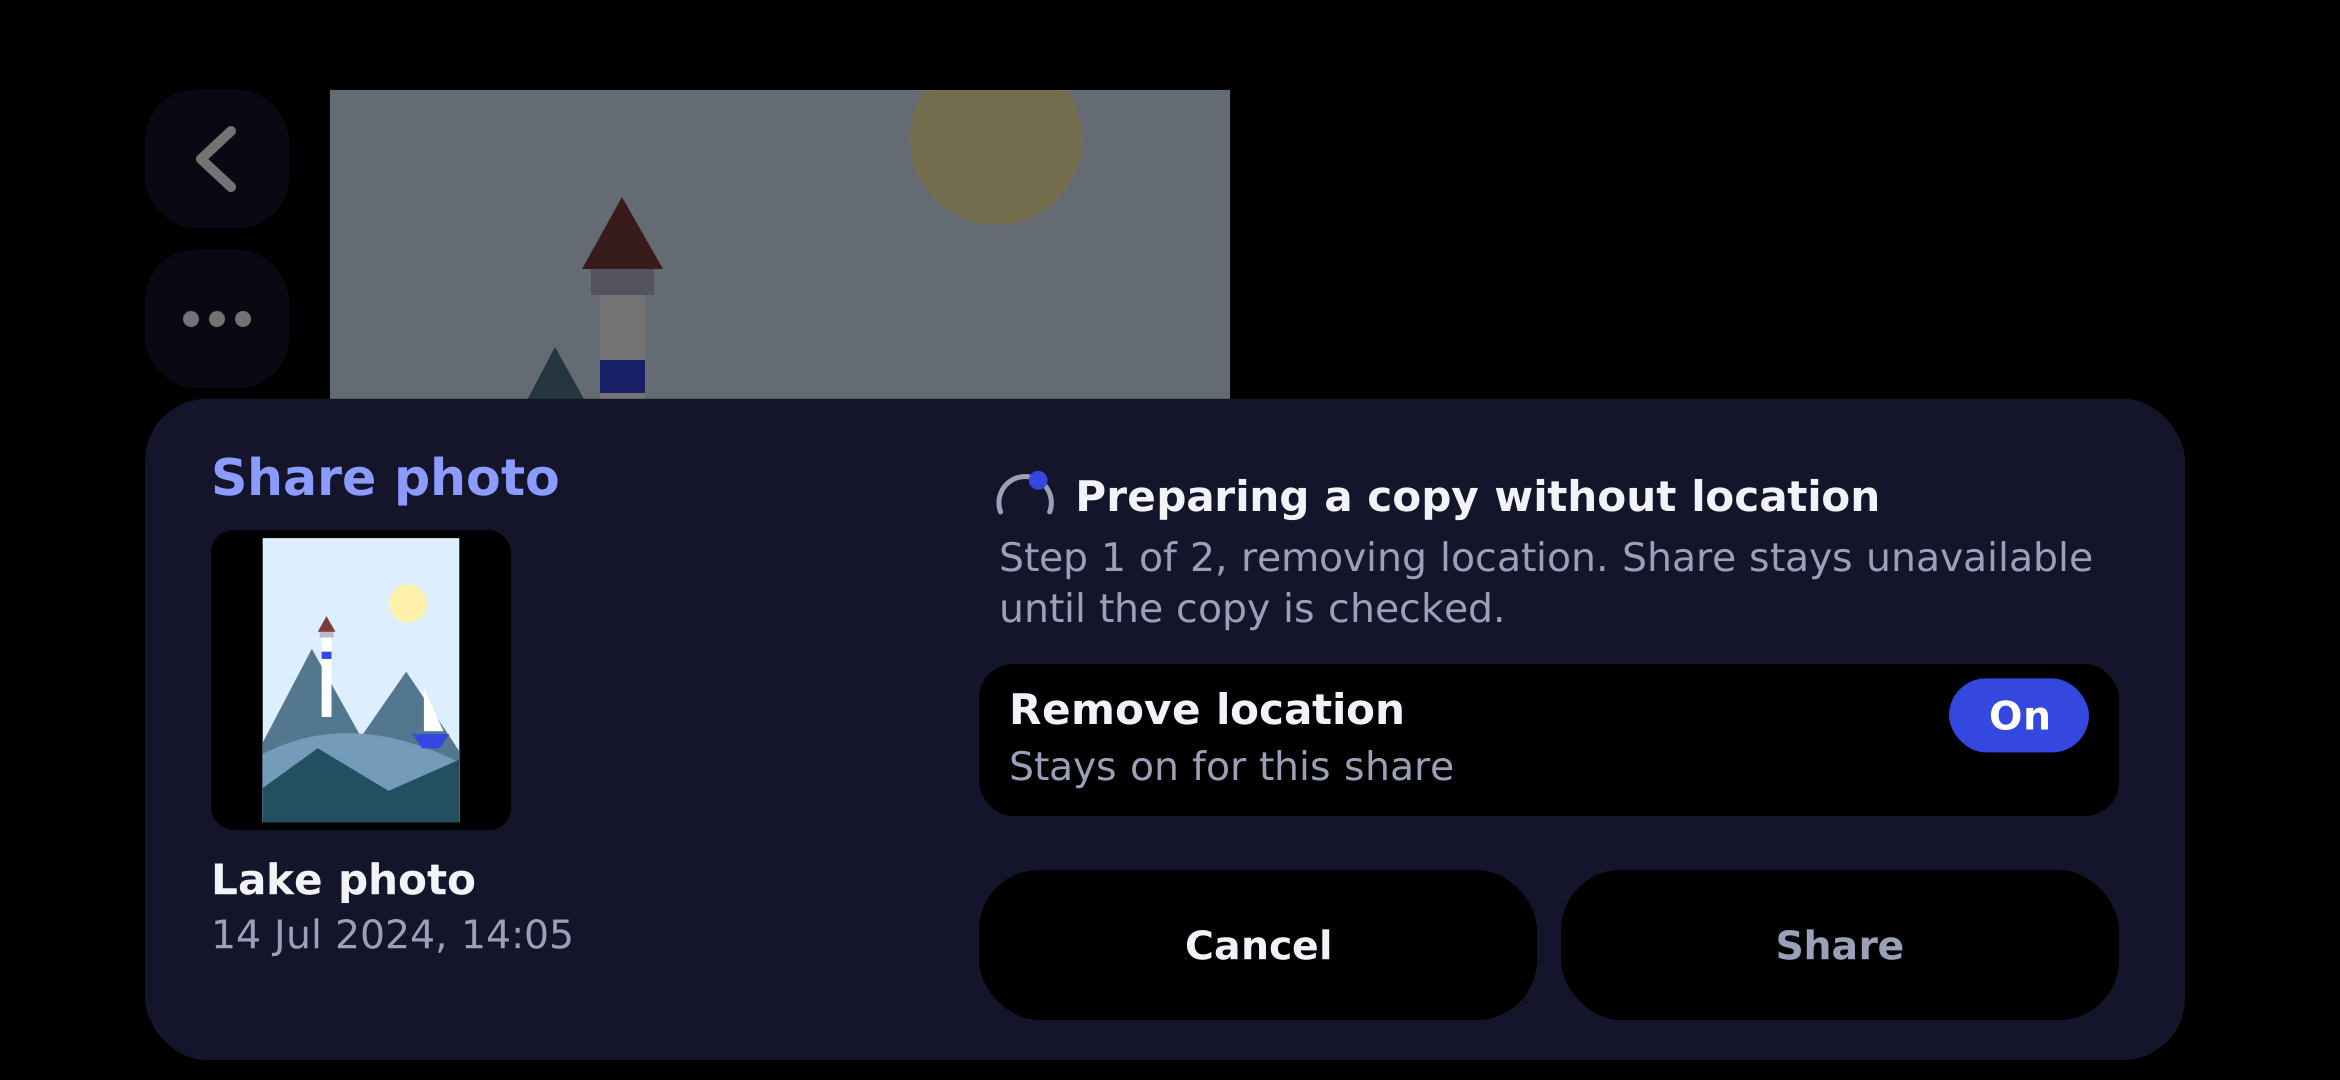 Share photo
Lake photo
14 Jul 2024, 14:05
Preparing a copy without location
Step 1 of 2, removing location. Share stays unavailable
until the copy is checked.
Remove location
On
Stays on for this share
Cancel
Share